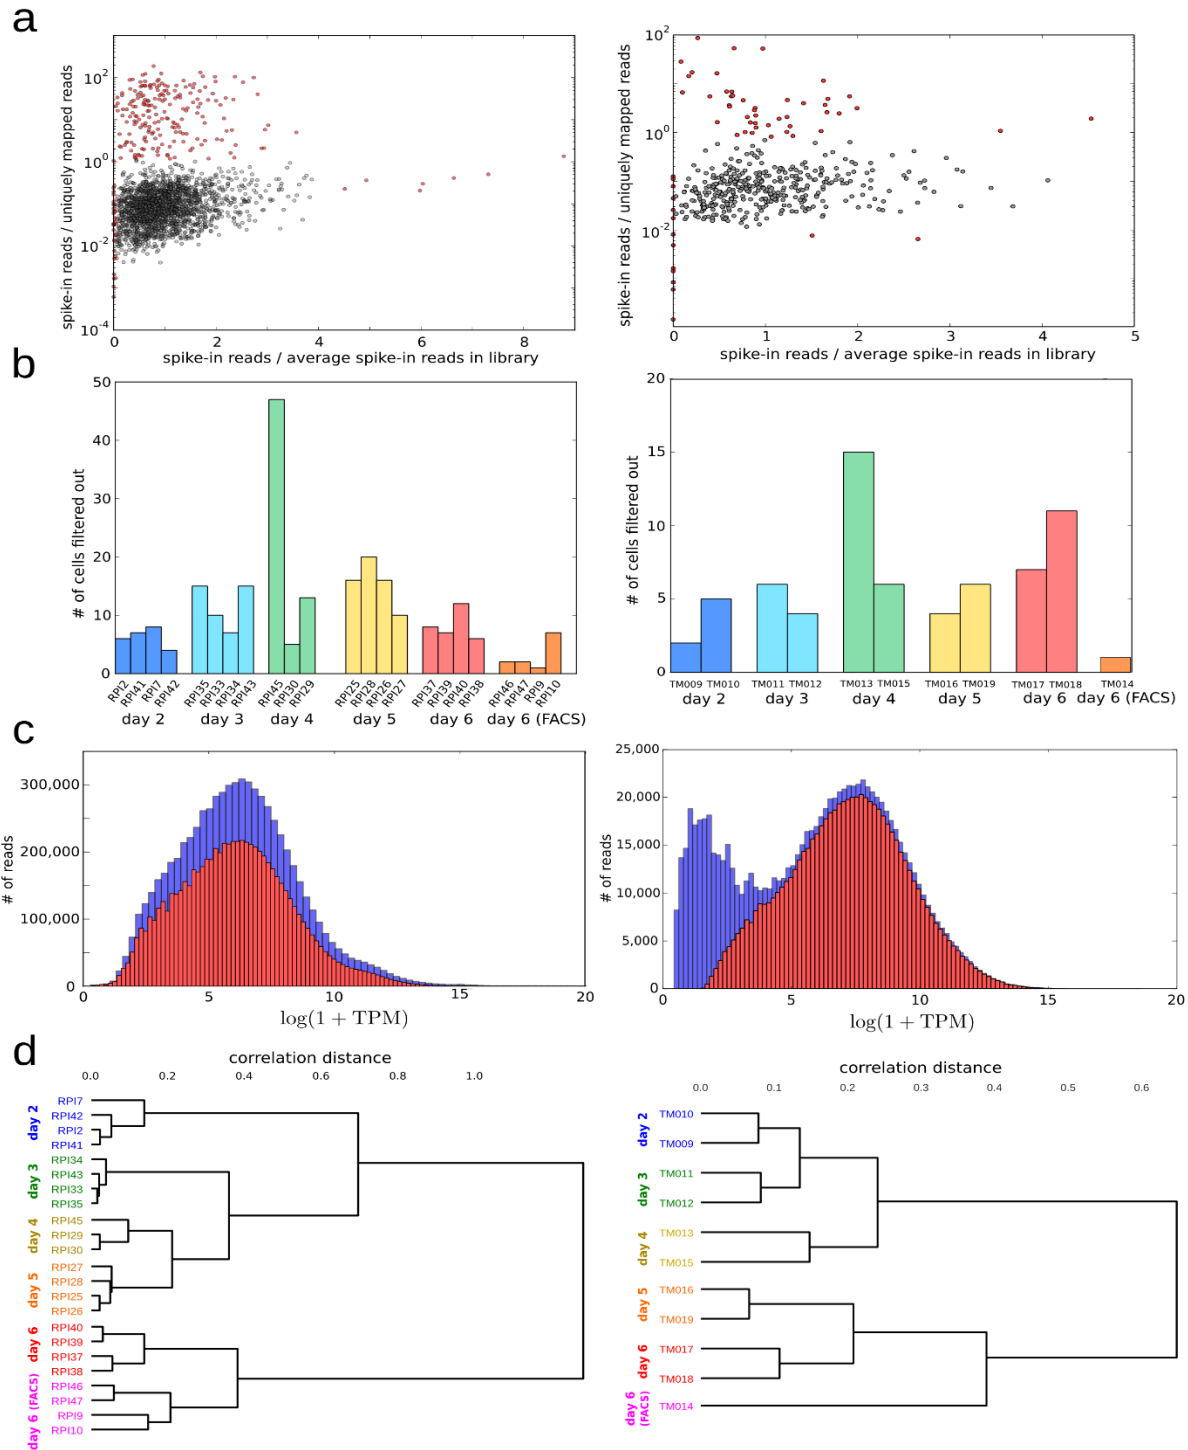 a
spike-in reads / uniquely mapped reads
10^2
10^0
10^-2
10^-4
0 2 4 6 8
spike-in reads / average spike-in reads in library
spike-in reads / uniquely mapped reads
10^2
10^0
10^-2
0 1 2 3 4 5
spike-in reads / average spike-in reads in library
b
# of cells filtered out
50
40
30
20
10
0
RPI2 RPI41 RPI7 RPI42 RPI35 RPI33 RPI34 RPI43 RPI45 RPI30 RPI29 RPI25 RPI28 RPI26 RPI27 RPI37 RPI39 RPI40 RPI38 RPI46 RPI47 RPI9 RPI10
day 2 day 3 day 4 day 5 day 6 day 6 (FACS)
# of cells filtered out
20
15
10
5
0
TM009 TM010 TM011 TM012 TM013 TM015 TM016 TM019 TM017 TM018 TM014
day 2 day 3 day 4 day 5 day 6 day 6 (FACS)
c
# of reads
300,000
200,000
100,000
0
0 5 10 15 20
log(1 + TPM)
# of reads
25,000
20,000
15,000
10,000
5,000
0
0 5 10 15 20
log(1 + TPM)
d
correlation distance
0.0 0.2 0.4 0.6 0.8 1.0
day 2
RPI7
RPI42
RPI2
RPI41
day 3
RPI34
RPI43
RPI33
RPI35
day 4
RPI45
RPI29
RPI30
day 5
RPI27
RPI28
RPI25
RPI26
day 6
RPI40
RPI39
RPI37
RPI38
day 6 (FACS)
RPI46
RPI47
RPI9
RPI10
correlation distance
0.0 0.1 0.2 0.3 0.4 0.5 0.6
day 2
TM010
TM009
day 3
TM011
TM012
day 4
TM013
TM015
day 5
TM016
TM019
day 6
TM017
TM018
day 6
(FACS)
TM014